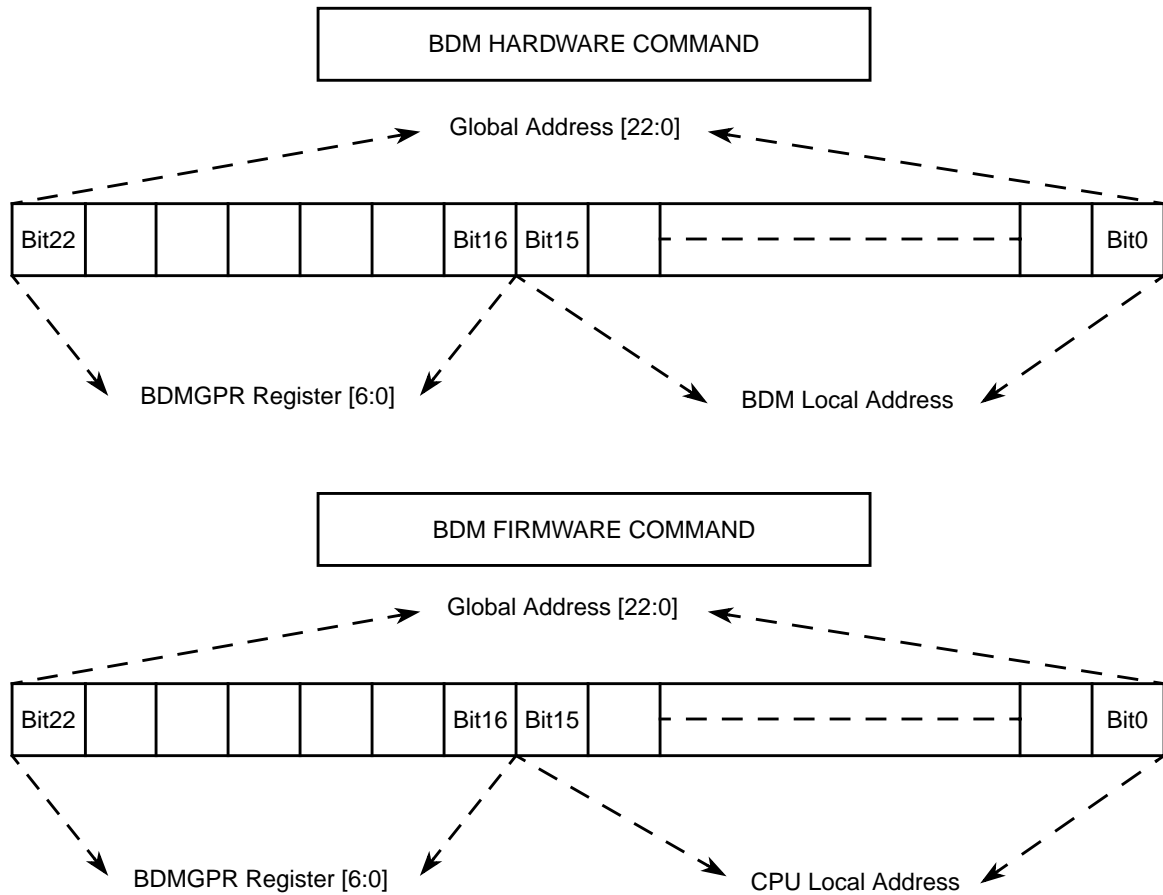 BDM HARDWARE COMMAND
Global Address [22:0]
Bit22 Bit16 Bit15 Bit0
BDMGPR Register [6:0] BDM Local Address
BDM FIRMWARE COMMAND
Global Address [22:0]
Bit22 Bit16 Bit15 Bit0
BDMGPR Register [6:0] CPU Local Address